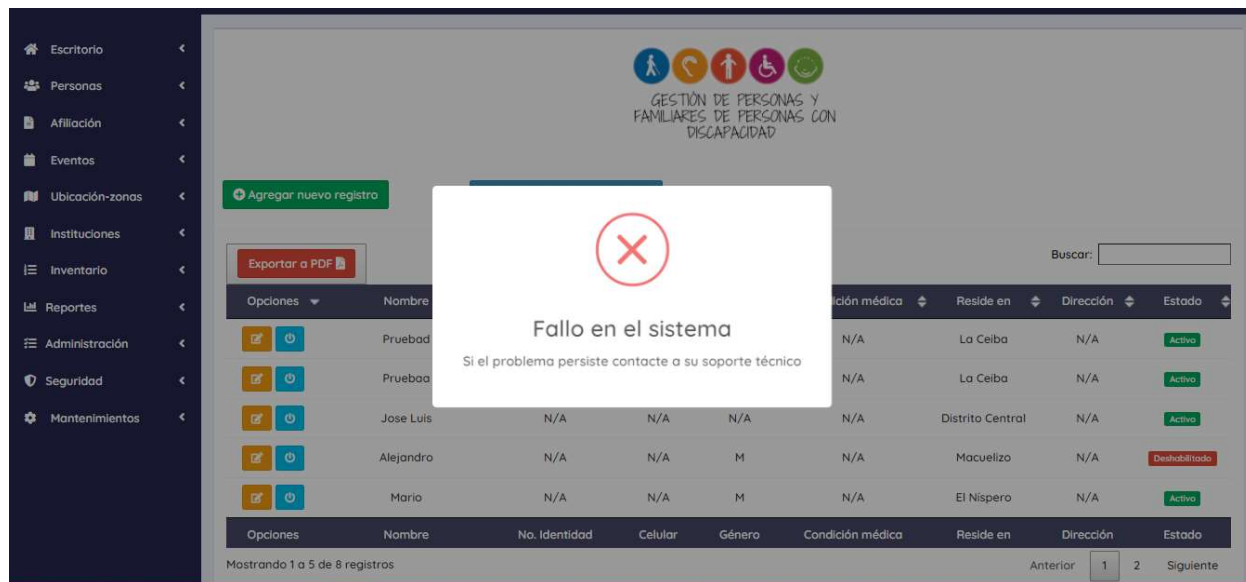 Escritorio
Personas
Afiliación
Eventos
Ubicación-zonas
Instituciones
Inventario
Reportes
Administración
Seguridad
Mantenimientos
GESTIÓN DE PERSONAS Y
FAMILIARES DE PERSONAS CON
DISCAPACIDAD
Agregar nuevo registro
Exportar a PDF
Buscar:
Opciones Nombre ición médica Reside en Dirección Estado
Pruebad N/A La Ceiba N/A Activo
Pruebaa N/A La Ceiba N/A Activo
Jose Luis N/A N/A N/A N/A Distrito Central N/A Activo
Alejandro N/A N/A M N/A Macuelizo N/A Deshabilitado
Mario N/A N/A M N/A El Níspero N/A Activo
Opciones Nombre No. Identidad Celular Género Condición médica Reside en Dirección Estado
Mostrando 1 a 5 de 8 registros
Anterior 1 2 Siguiente
Fallo en el sistema
Si el problema persiste contacte a su soporte técnico